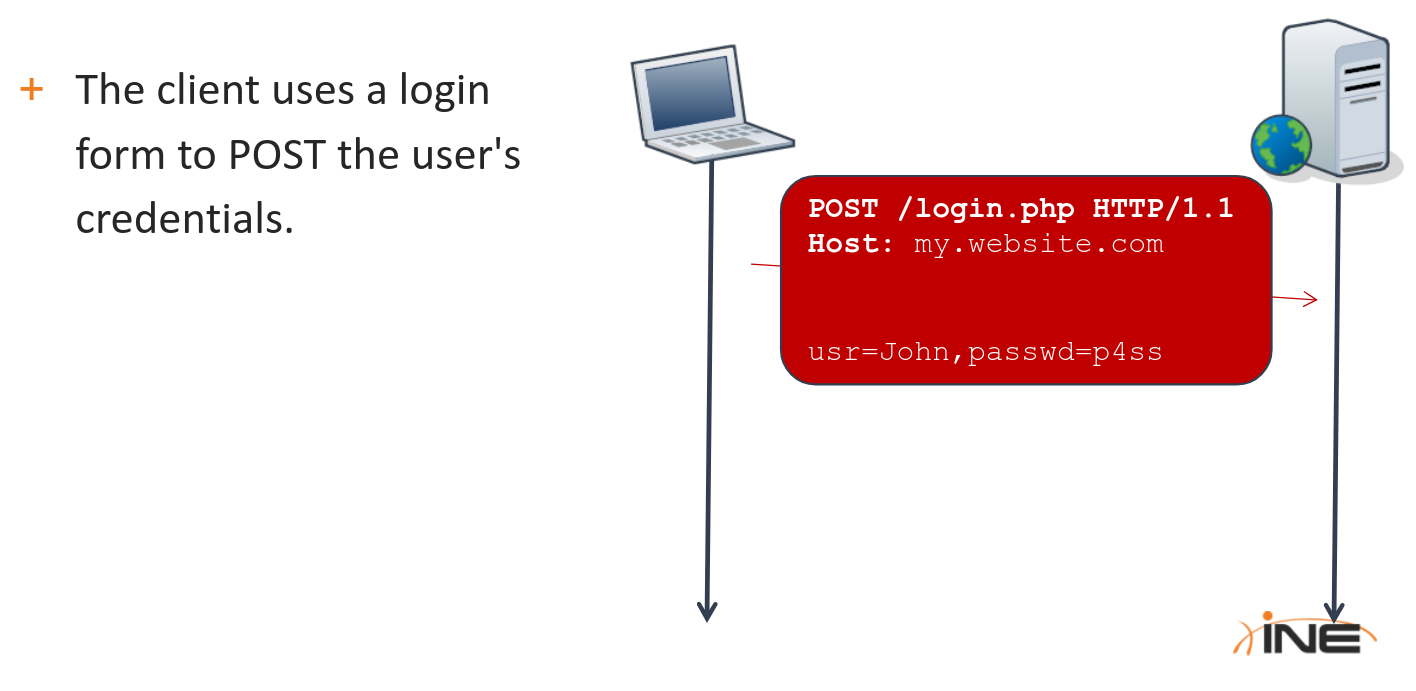 + The client uses a login
form to POST the user's
credentials.
POST /login.php HTTP/1.1
Host: my.website.com
usr=John,passwd=p4ss
iNE